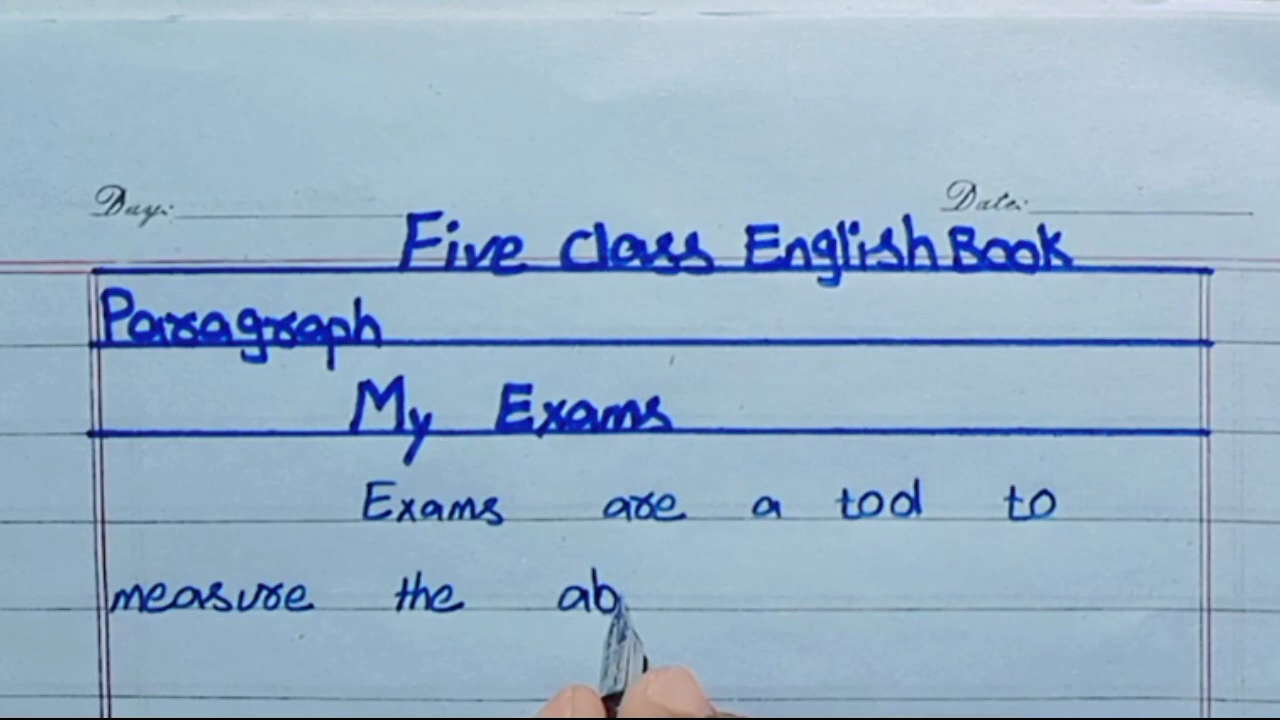 Day: Date:
Five Class English Book
Paragraph
My Exams
Exams are a tool to
measure the ab